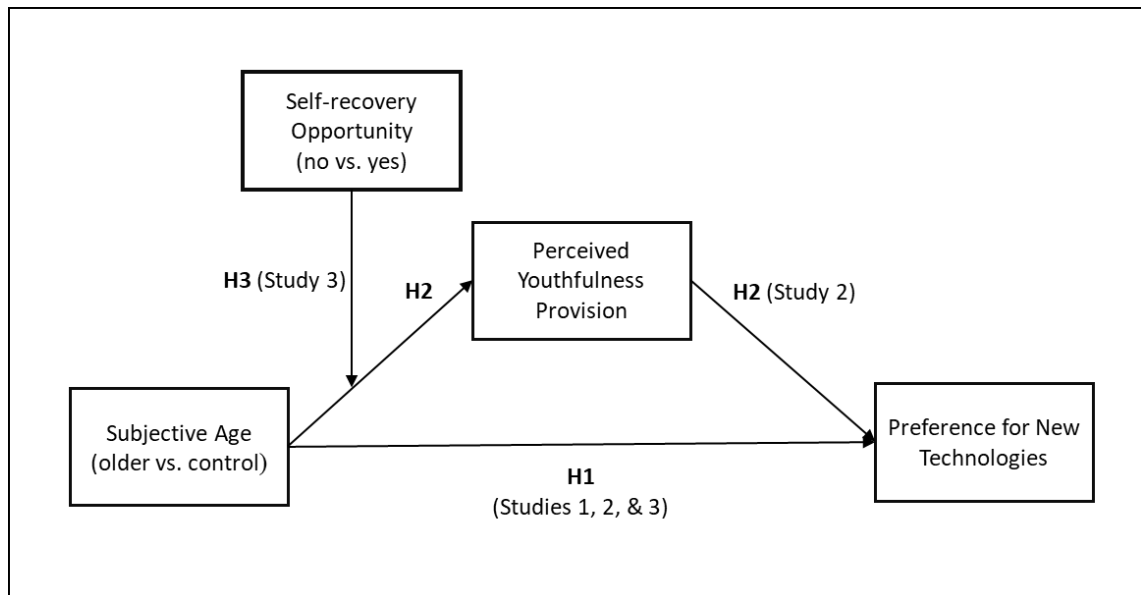 Self-recovery
Opportunity
(no vs. yes)
Perceived
Youthfulness
Provision
H3 (Study 3)
H2
H2 (Study 2)
Subjective Age
(older vs. control)
Preference for New
Technologies
H1
(Studies 1, 2, & 3)